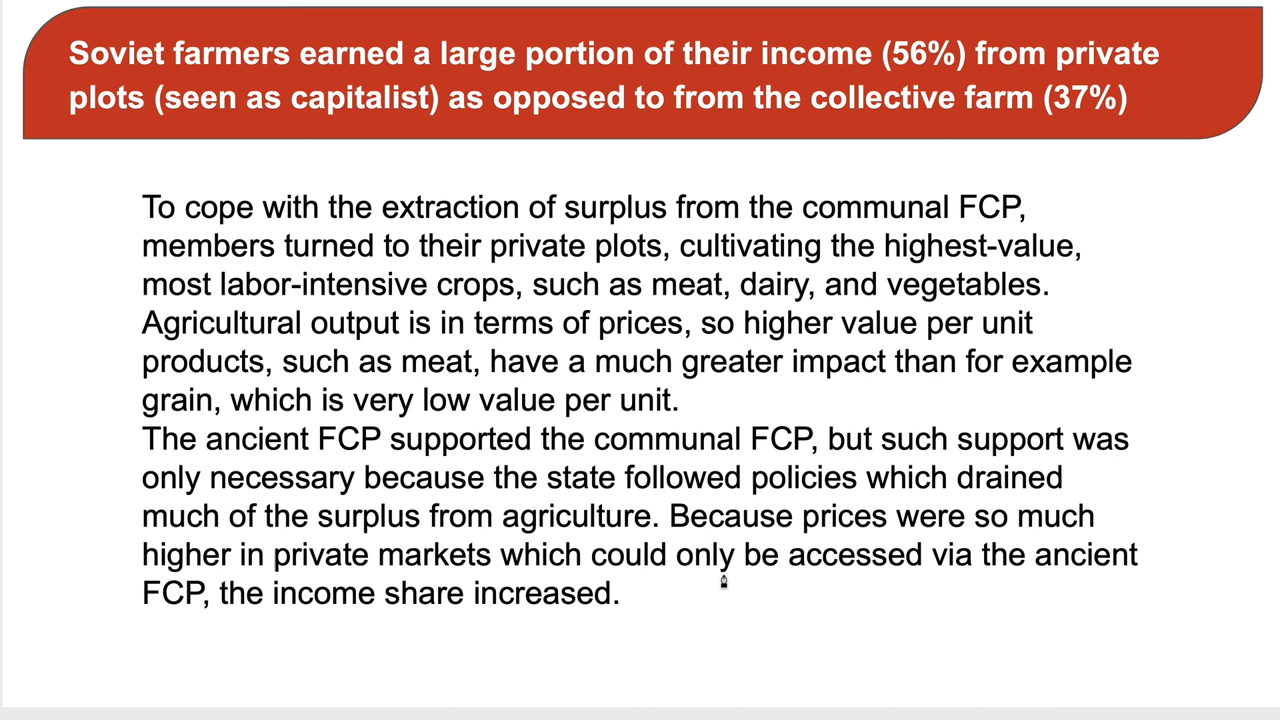 Soviet farmers earned a large portion of their income (56%) from private
plots (seen as capitalist) as opposed to from the collective farm (37%)
To cope with the extraction of surplus from the communal FCP,
members turned to their private plots, cultivating the highest-value,
most labor-intensive crops, such as meat, dairy, and vegetables.
Agricultural output is in terms of prices, so higher value per unit
products, such as meat, have a much greater impact than for example
grain, which is very low value per unit.
The ancient FCP supported the communal FCP, but such support was
only necessary because the state followed policies which drained
much of the surplus from agriculture. Because prices were so much
higher in private markets which could only be accessed via the ancient
FCP, the income share increased.